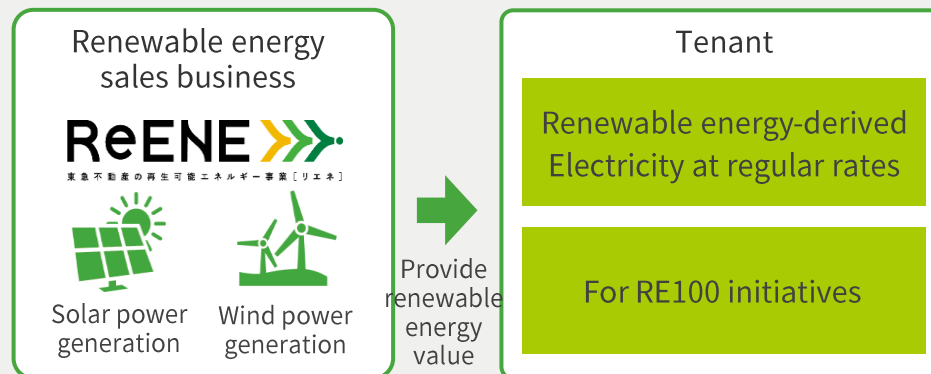 Renewable energy
sales business
ReENE
東急不動産の再生可能エネルギー事業[リエネ]
Solar power
generation
Wind power
generation
Provide
renewable
energy
value
Tenant
Renewable energy-derived
Electricity at regular rates
For RE100 initiatives